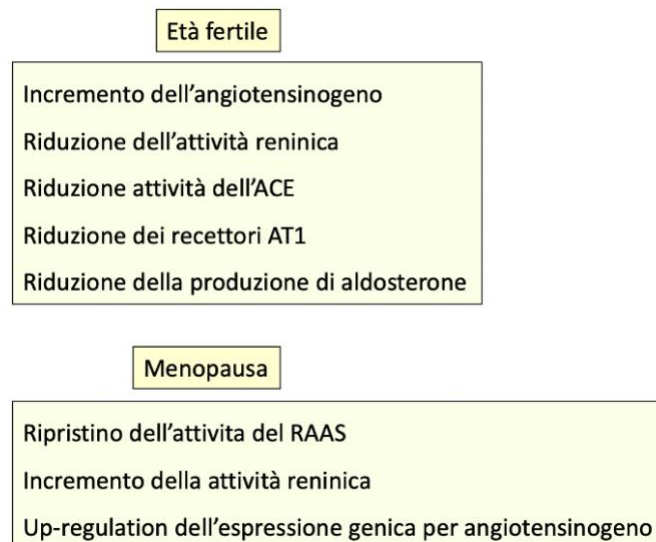 Età fertile
Incremento dell'angiotensinogeno
Riduzione dell'attività reninica
Riduzione attività dell'ACE
Riduzione dei recettori AT1
Riduzione della produzione di aldosterone
Menopausa
Ripristino dell'attivita del RAAS
Incremento della attività reninica
Up-regulation dell'espressione genica per angiotensinogeno